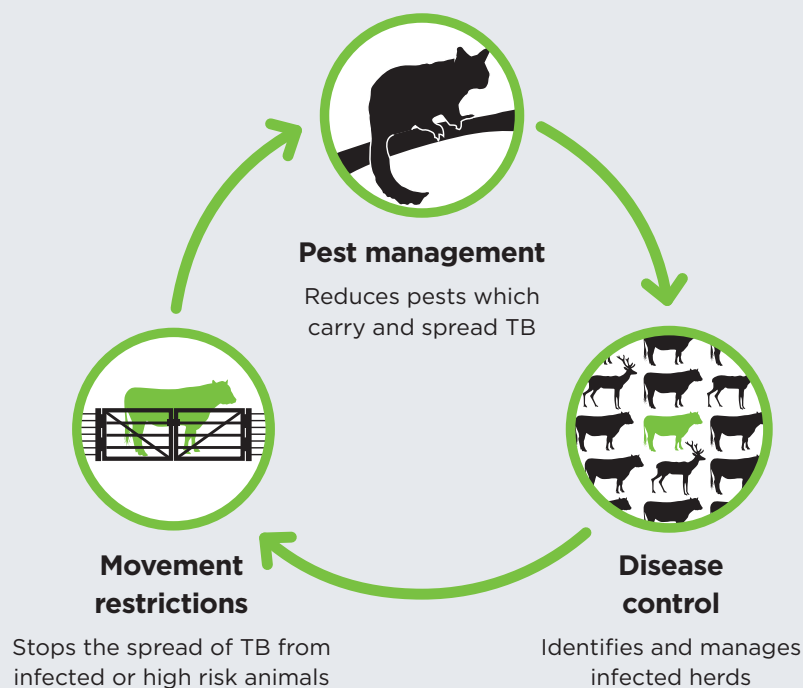 Pest management
Reduces pests which
carry and spread TB
Movement
restrictions
Stops the spread of TB from
infected or high risk animals
Disease
control
Identifies and manages
infected herds